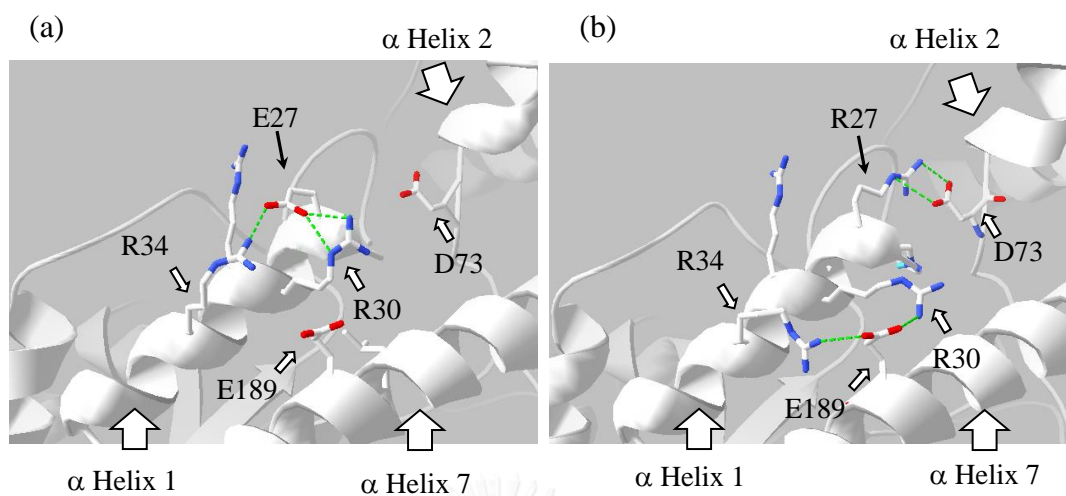 (a)
α Helix 2
E27
R34
D73
R30
E189
α Helix 1
α Helix 7
(b)
α Helix 2
R27
D73
R34
R30
E189
α Helix 1
α Helix 7